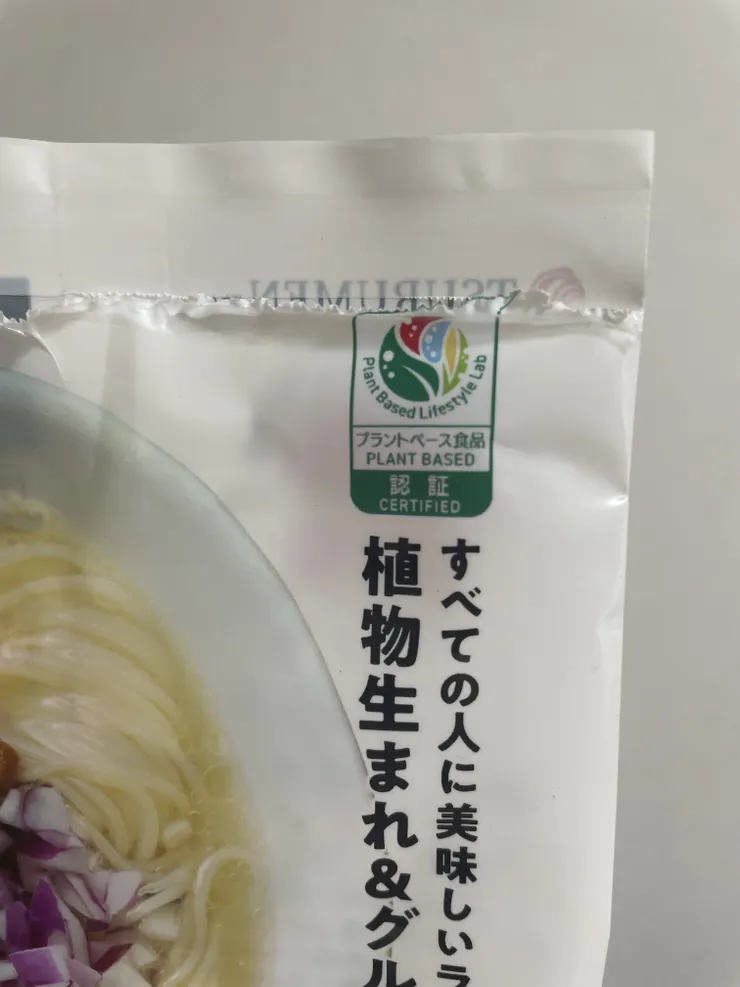 TSURUMEN
Plant Based Lifestyle Lab
プラントベース食品
PLANT BASED
認証
CERTIFIED
すべての人に美味しいラ
植物生まれ&グル